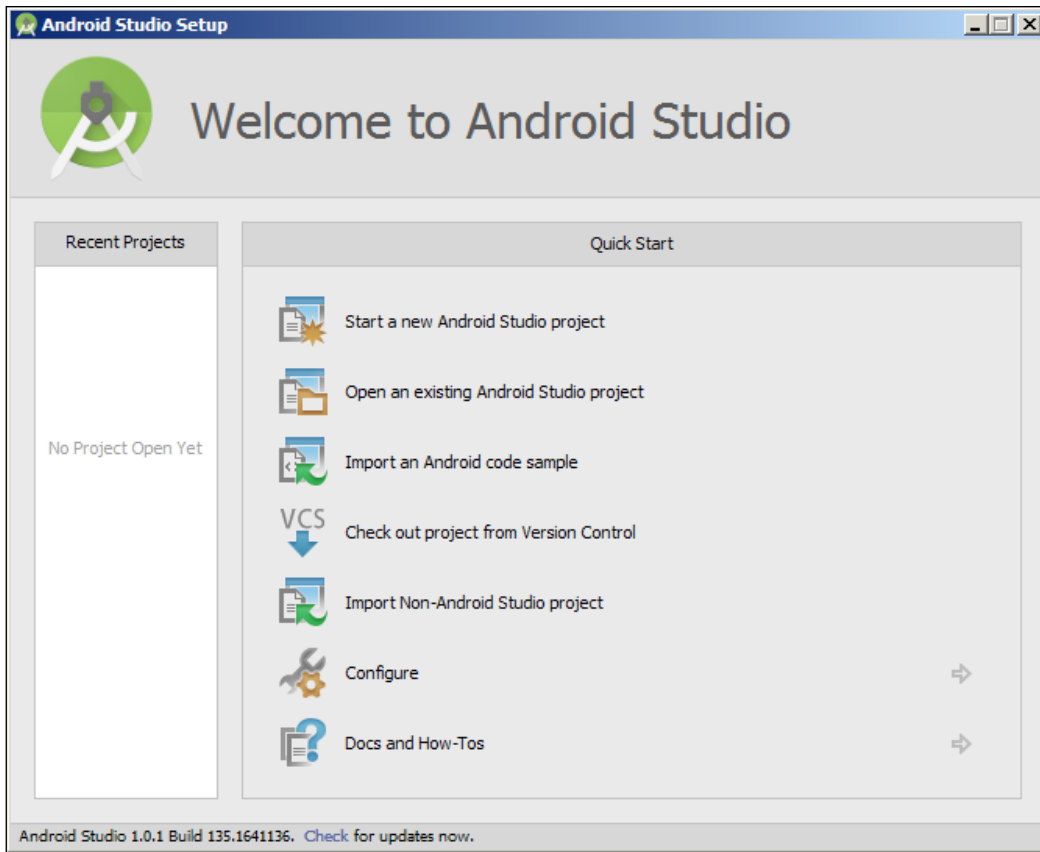 Android Studio Setup
Welcome to Android Studio
Recent Projects
No Project Open Yet
Quick Start
Start a new Android Studio project
Open an existing Android Studio project
Import an Android code sample
VCS
Check out project from Version Control
Import Non-Android Studio project
Configure
Docs and How-Tos
Android Studio 1.0.1 Build 135.1641136. Check for updates now.